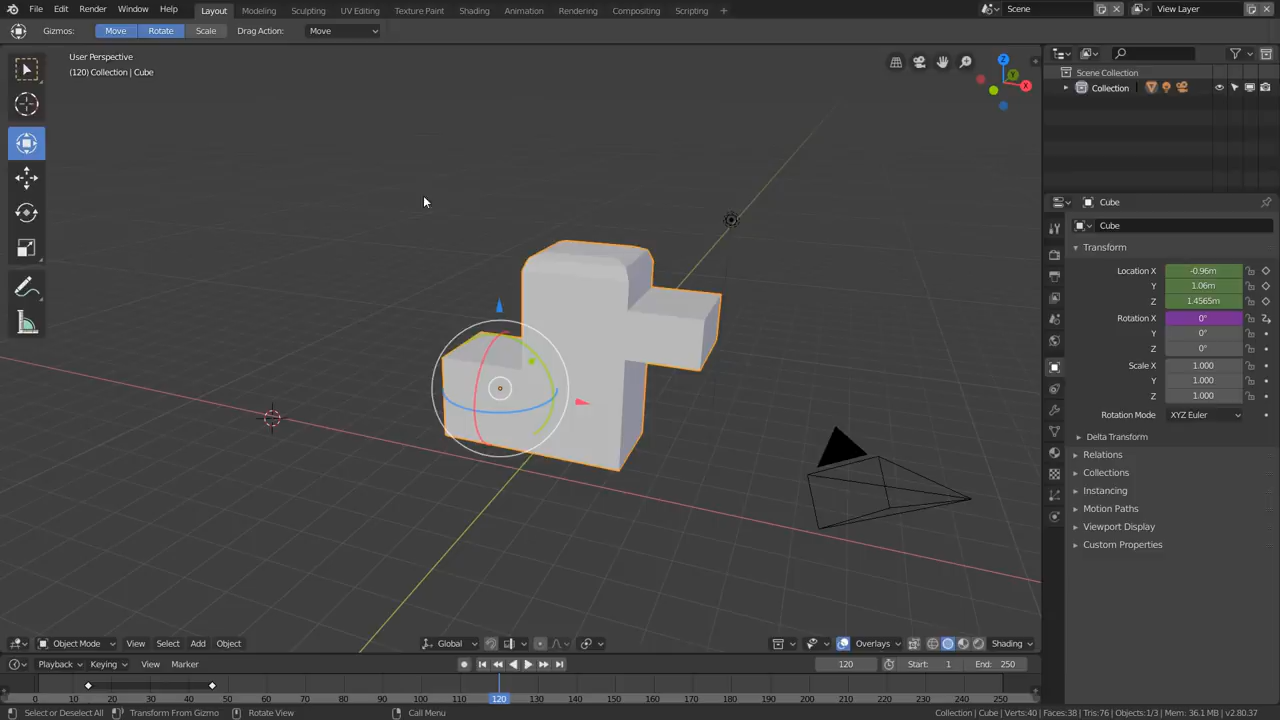 File Edit Render Window Help Layout Modeling Sculpting UV Editing Texture Paint Shading Animation Rendering Compositing Scripting + Scene View Layer
Gizmos: Move Rotate Scale Drag Action: Move
User Perspective
(120) Collection | Cube
Z
Y
X
Scene Collection
Collection
Cube
Cube
Transform
Location X -0.96m
Y 1.06m
Z 1.4565m
Rotation X 0°
Y 0°
Z 0°
Scale X 1.000
Y 1.000
Z 1.000
Rotation Mode XYZ Euler
Delta Transform
Relations
Collections
Instancing
Motion Paths
Viewport Display
Custom Properties
Object Mode View Select Add Object Global Overlays Shading
Playback Keying View Marker 120 Start: 1 End: 250
0 10 20 30 40 50 60 70 80 90 100 110 120 130 140 150 160 170 180 190 200 210 220 230 240 250
Select or Deselect All Transform From Gizmo Rotate View Call Menu Collection | Cube | Verts:40 | Faces:38 | Tris:76 | Objects:1/3 | Mem: 36.1 MB | v2.80.37